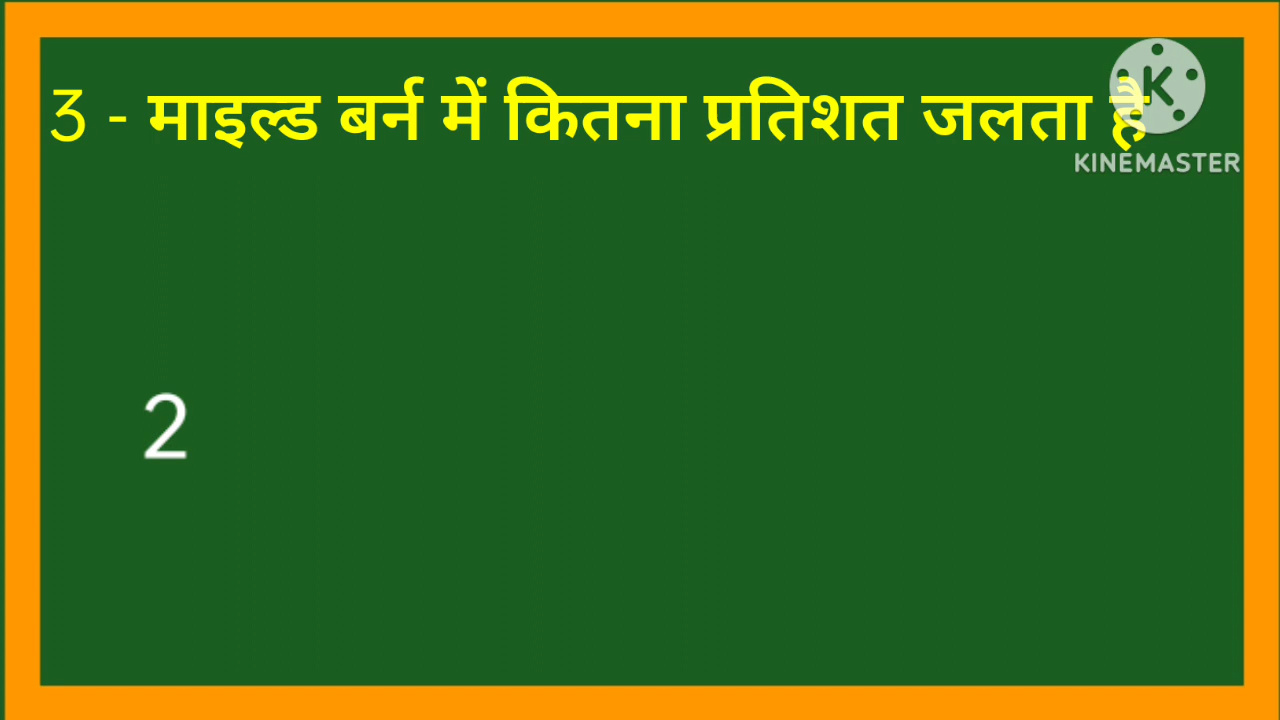 3 - माइल्ड बर्न में कितना प्रतिशत जलता है
KINEMASTER
2